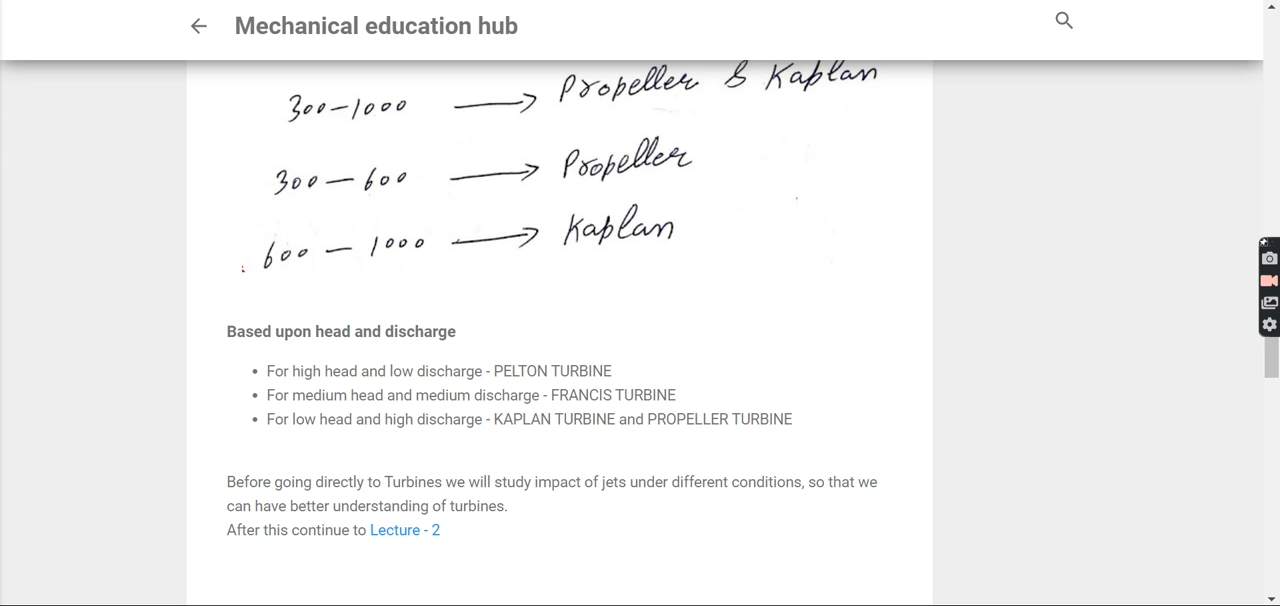 Mechanical education hub
300-1000 → Propeller & Kaplan
300 - 600 → Propeller
600 - 1000 → Kaplan
Based upon head and discharge
• For high head and low discharge - PELTON TURBINE
• For medium head and medium discharge - FRANCIS TURBINE
• For low head and high discharge - KAPLAN TURBINE and PROPELLER TURBINE
Before going directly to Turbines we will study impact of jets under different conditions, so that we
can have better understanding of turbines.
After this continue to Lecture - 2